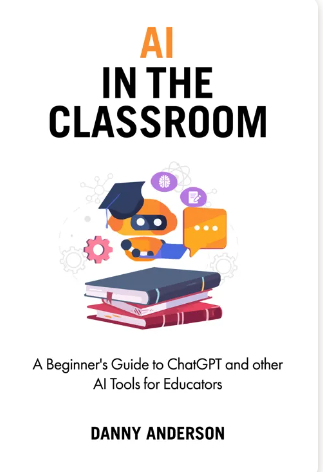 AI
IN THE
CLASSROOM
A Beginner's Guide to ChatGPT and other
AI Tools for Educators
DANNY ANDERSON